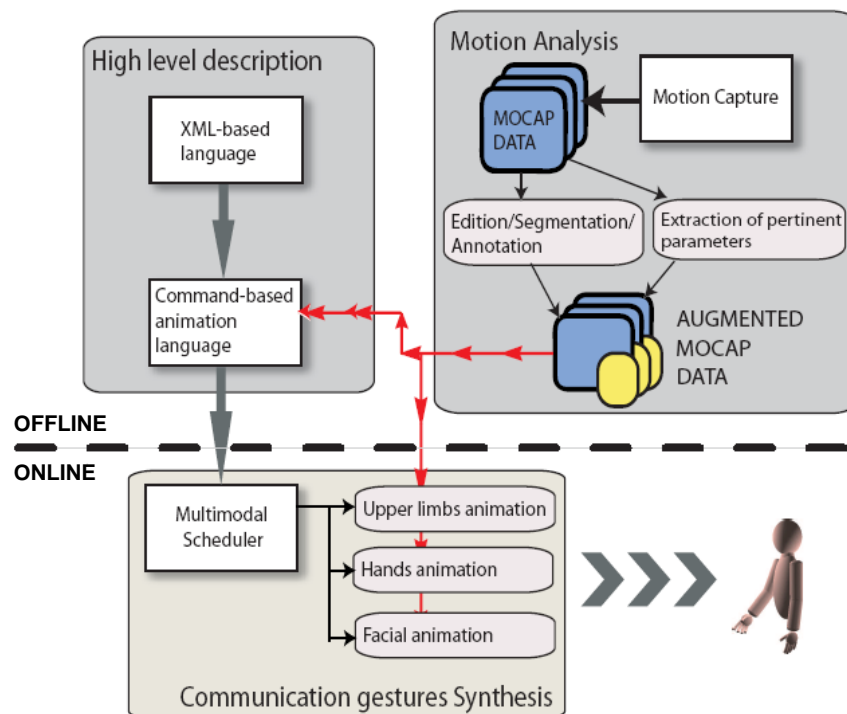 High level description
XML-based
language
Command-based
animation
language
Motion Analysis
MOCAP
DATA
Motion Capture
Edition/Segmentation/
Annotation
Extraction of pertinent
parameters
AUGMENTED
MOCAP
DATA
OFFLINE
ONLINE
Multimodal
Scheduler
Upper limbs animation
Hands animation
Facial animation
Communication gestures Synthesis